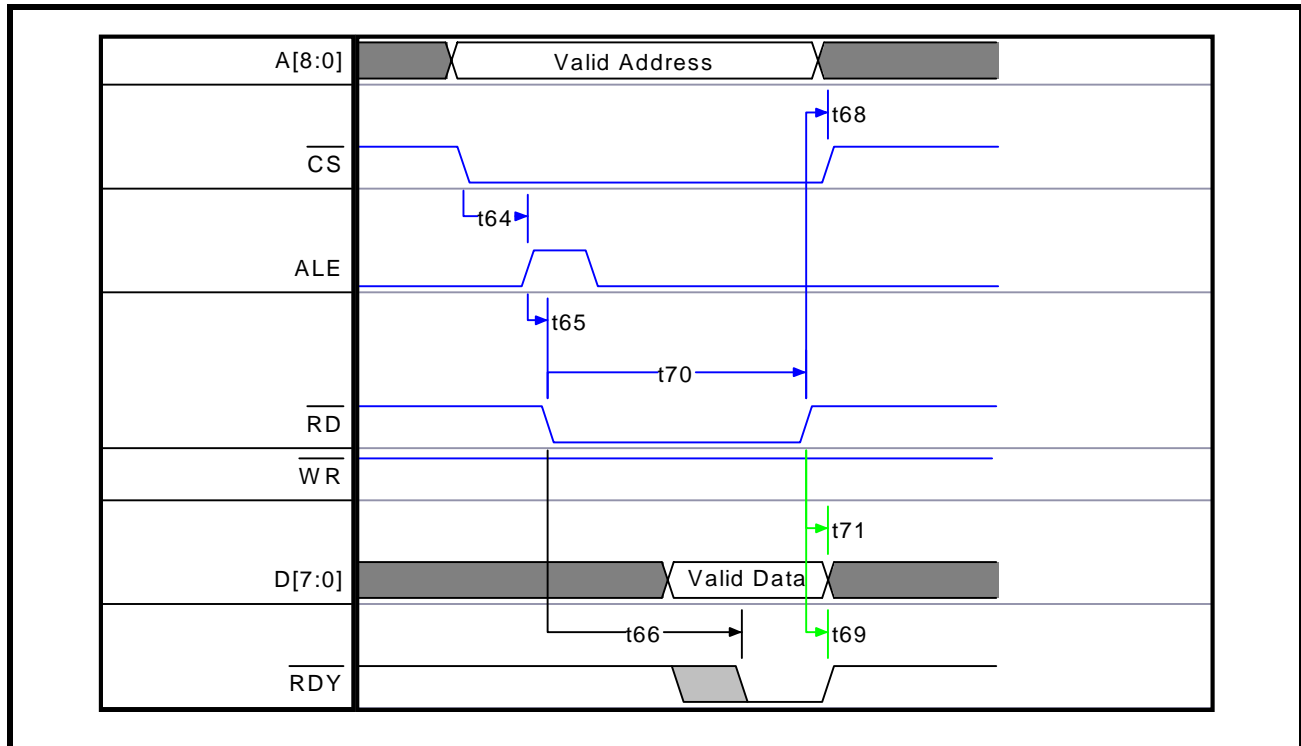 A[8:0]
Valid Address
t68
CS
t64
ALE
t65
t70
RD
WR
t71
D[7:0]
Valid Data
t66
t69
RDY